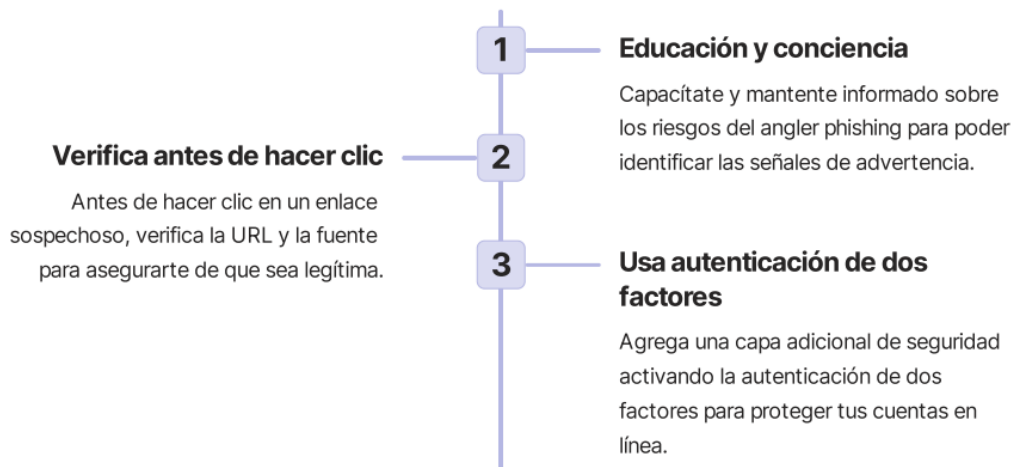 1
Educación y conciencia
Capacítate y mantente informado sobre
los riesgos del angler phishing para poder
identificar las señales de advertencia.
2
Verifica antes de hacer clic
Antes de hacer clic en un enlace
sospechoso, verifica la URL y la fuente
para asegurarte de que sea legítima.
3
Usa autenticación de dos
factores
Agrega una capa adicional de seguridad
activando la autenticación de dos
factores para proteger tus cuentas en
línea.